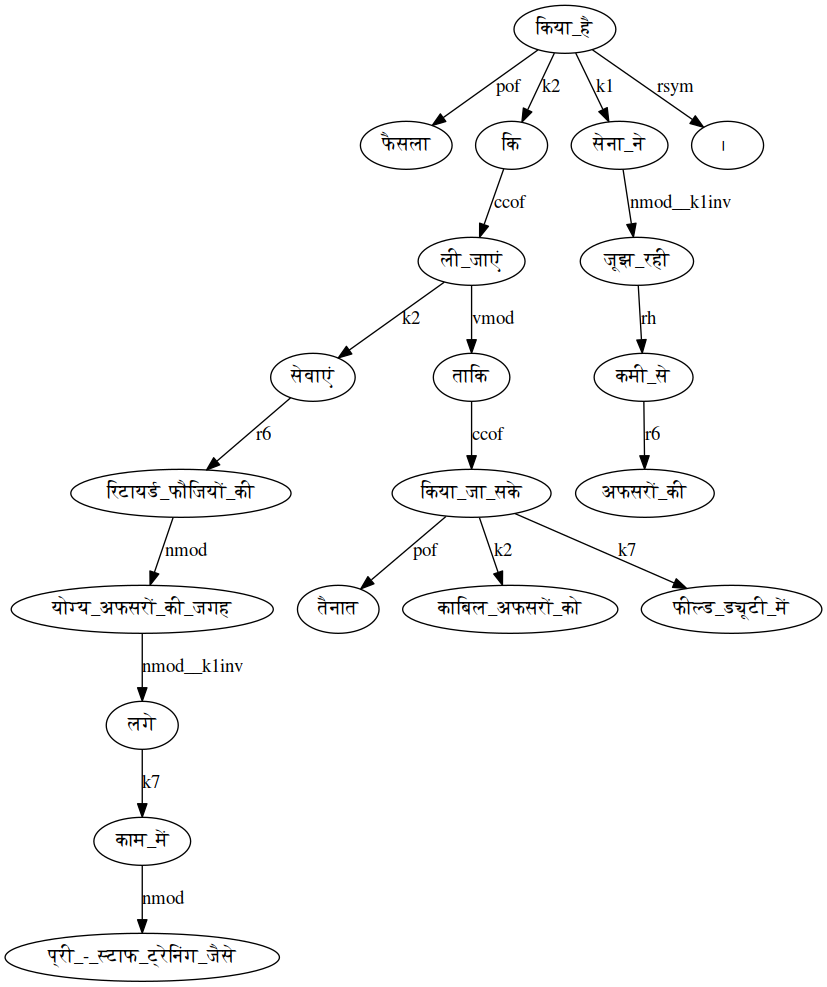 किया_है
pof k2 k1 rsym
फैसला कि सेना_ने ।
ccof nmod__k1inv
ली_जाएं जूझ_रही
k2 vmod rh
सेवाएं ताकि कमी_से
r6 ccof r6
रिटायर्ड_फौजियों_की किया_जा_सके अफसरों_की
nmod pof k2 k7
योग्य_अफसरों_की_जगह तैनात काबिल_अफसरों_को फील्ड_ड्यूटी_में
nmod__k1inv
लगे
k7
काम_में
nmod
प्री_-_स्टाफ_ट्रेनिंग_जैसे